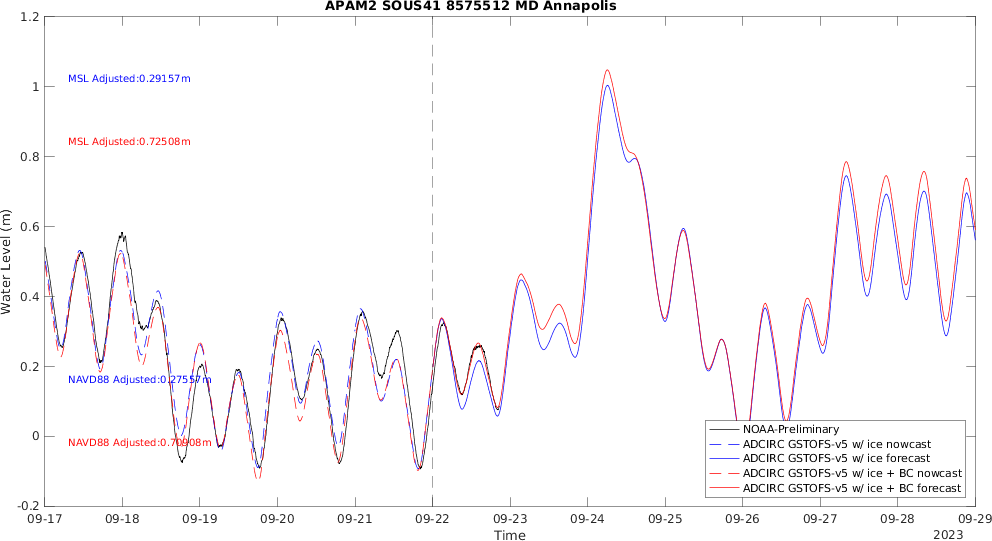 APAM2 SOUS41 8575512 MD Annapolis
1.2
1
0.8
0.6
0.4
0.2
0
-0.2
Water Level (m)
MSL Adjusted:0.29157m
MSL Adjusted:0.72508m
NAVD88 Adjusted:0.27557m
NAVD88 Adjusted:0.70908m
NOAA-Preliminary
ADCIRC GSTOFS-v5 w/ ice nowcast
ADCIRC GSTOFS-v5 w/ ice forecast
ADCIRC GSTOFS-v5 w/ ice + BC nowcast
ADCIRC GSTOFS-v5 w/ ice + BC forecast
09-17 09-18 09-19 09-20 09-21 09-22 09-23 09-24 09-25 09-26 09-27 09-28 09-29
Time
2023